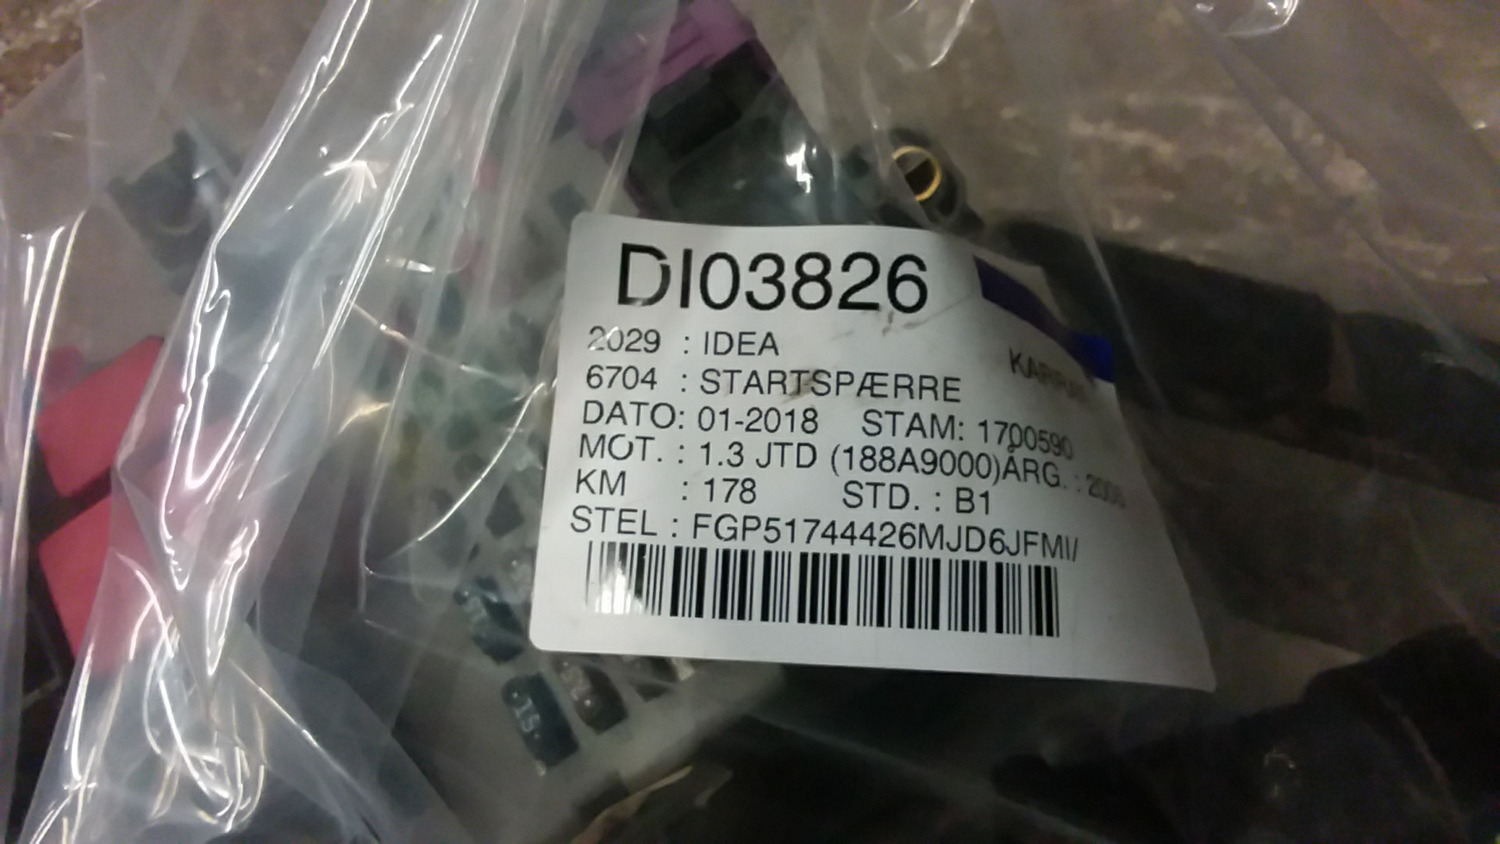 DI03826
2029 : IDEA
6704 : STARTSPÆRRE
DATO: 01-2018 STAM: 1700590
MOT. : 1.3 JTD (188A9000) ÅRG. :
KM : 178 STD. : B1
STEL : FGP51744426MJD6JFMI/
15